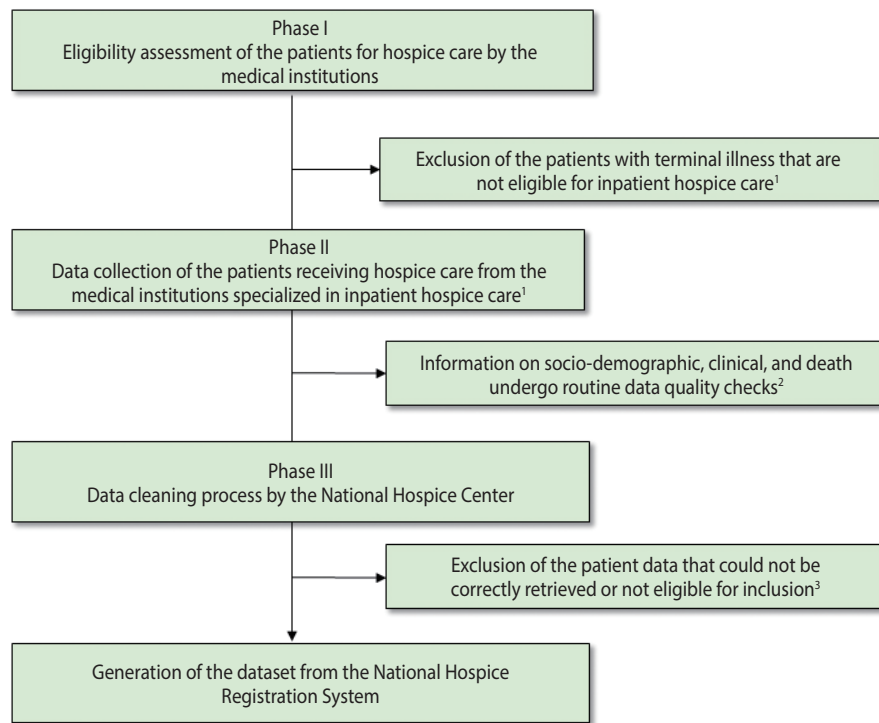 Phase I
Eligibility assessment of the patients for hospice care by the
medical institutions
Exclusion of the patients with terminal illness that are
not eligible for inpatient hospice care¹
Phase II
Data collection of the patients receiving hospice care from the
medical institutions specialized in inpatient hospice care¹
Information on socio-demographic, clinical, and death
undergo routine data quality checks²
Phase III
Data cleaning process by the National Hospice Center
Exclusion of the patient data that could not be
correctly retrieved or not eligible for inclusion³
Generation of the dataset from the National Hospice
Registration System